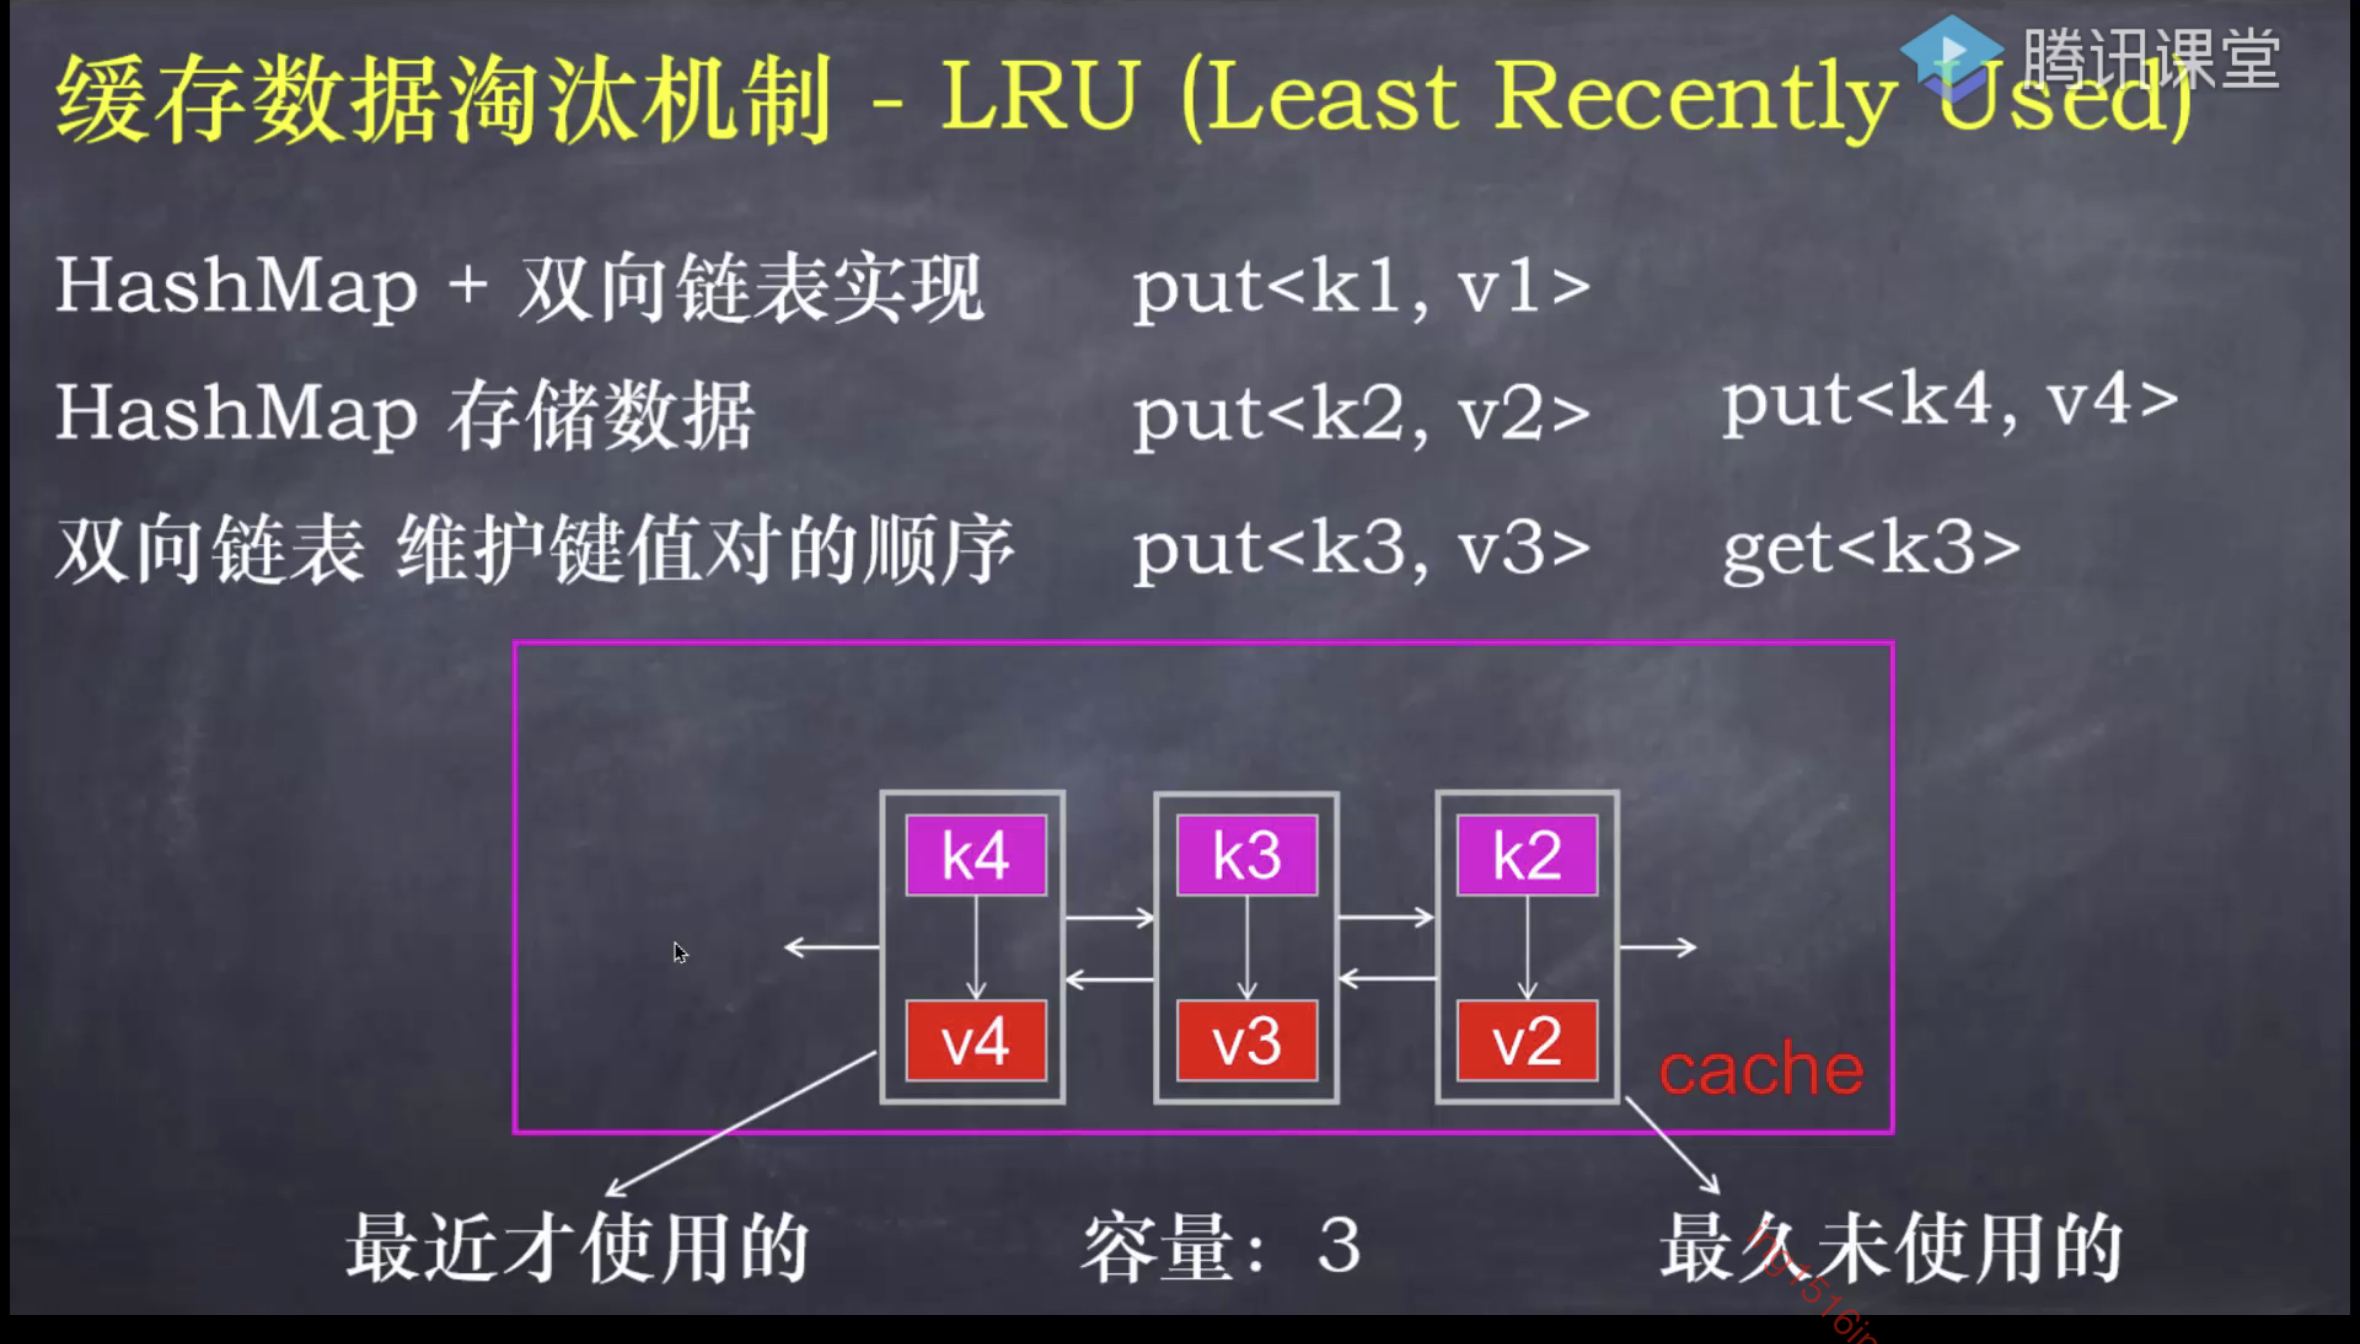 缓存数据淘汰机制 - LRU (Least Recently Used)
腾讯课堂
HashMap + 双向链表实现
HashMap 存储数据
双向链表 维护键值对的顺序
put<k1, v1>
put<k2, v2>
put<k3, v3>
put<k4, v4>
get<k3>
k4
k3
k2
v4
v3
v2
cache
最近才使用的
容量：3
最久未使用的